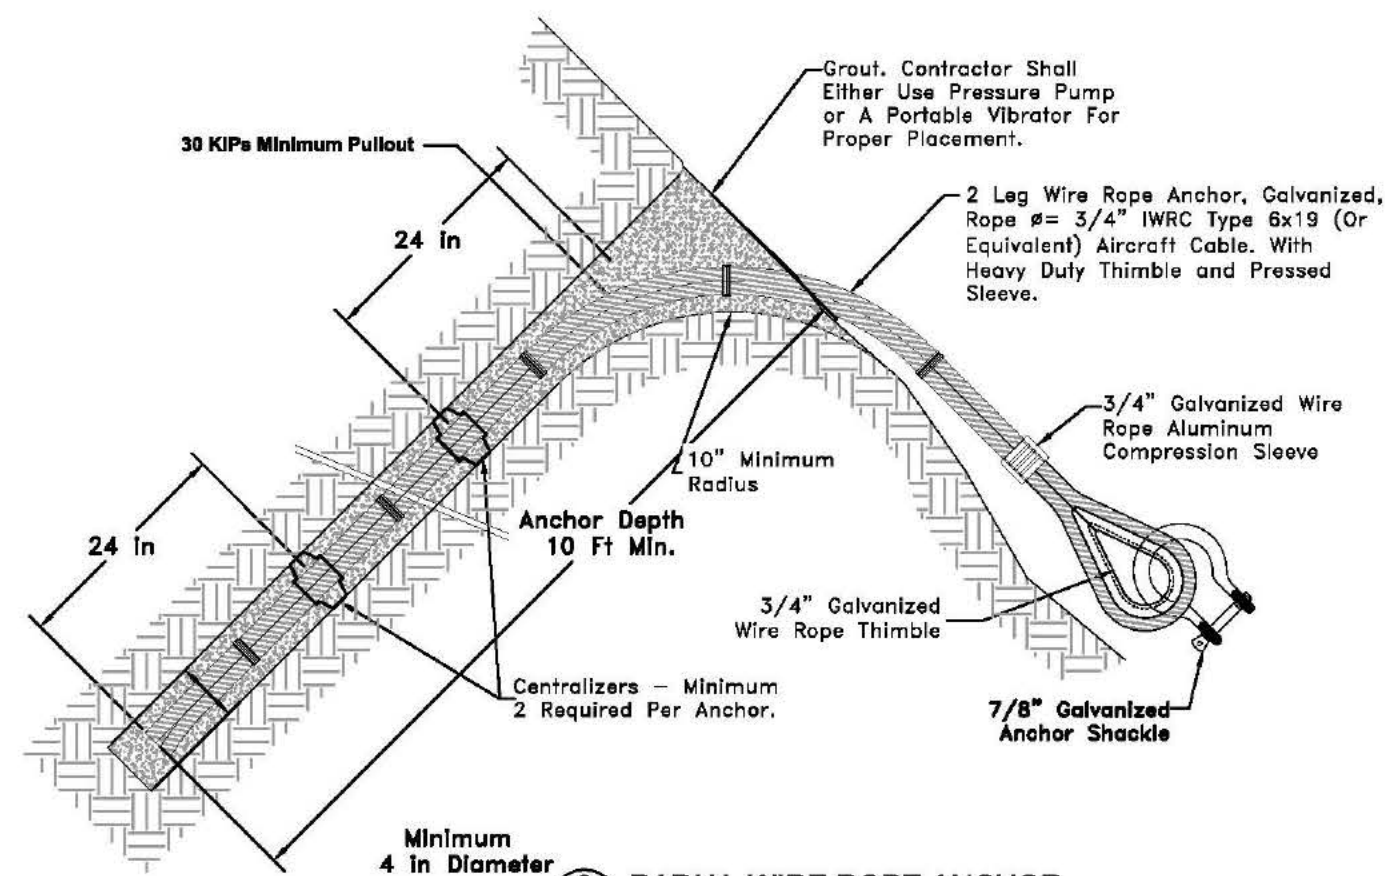 Grout. Contractor Shall
Either Use Pressure Pump
or A Portable Vibrator For
Proper Placement.
30 KIPs Minimum Pullout
2 Leg Wire Rope Anchor, Galvanized,
Rope ø= 3/4" IWRC Type 6x19 (Or
Equivalent) Aircraft Cable. With
Heavy Duty Thimble and Pressed
Sleeve.
24 in
3/4" Galvanized Wire
Rope Aluminum
Compression Sleeve
10" Minimum
Radius
Anchor Depth
10 Ft Min.
24 in
3/4" Galvanized
Wire Rope Thimble
Centralizers – Minimum
2 Required Per Anchor.
7/8" Galvanized
Anchor Shackle
Minimum
4 in Diameter